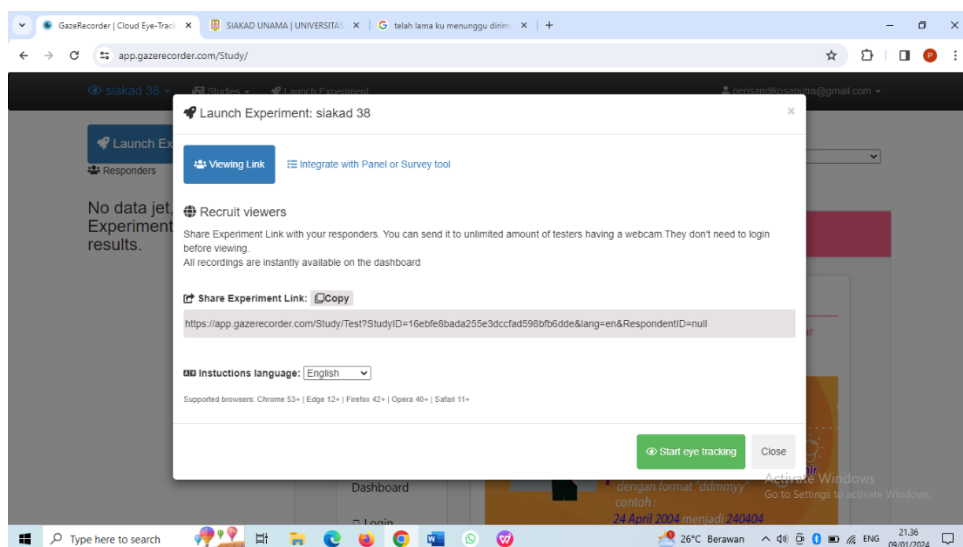 GazeRecorder | Cloud Eye-Track
SIAKAD UNAMA | UNIVERSITAS
telah lama ku menunggu dirimu
app.gazerecorder.com/Study/
siakad 38
Studies
Launch Experiment
perisandikosaputra@gmail.com
Launch Experiment: siakad 38
Launch Ex
Viewing Link
Integrate with Panel or Survey tool
Responders
No data jet,
Experiment
results.
Recruit viewers
Share Experiment Link with your responders. You can send it to unlimited amount of testers having a webcam.They don't need to login
before viewing.
All recordings are instantly available on the dashboard
Share Experiment Link: Copy
https://app.gazerecorder.com/Study/Test?StudyID=16ebfe8bada255e3dccfad598bfb6dde&lang=en&RespondentID=null
Instuctions language: English
Supported browsers: Chrome 53+ | Edge 12+ | Firefox 42+ | Opera 40+ | Safari 11+
Start eye tracking
Close
Activate Windows
Go to Settings to activate Windows.
Dashboard
Login
dengan format "ddmmyy"
contoh :
24 April 2004 menjadi 240404
Type here to search
26°C Berawan
ENG
21.36
09/01/2024